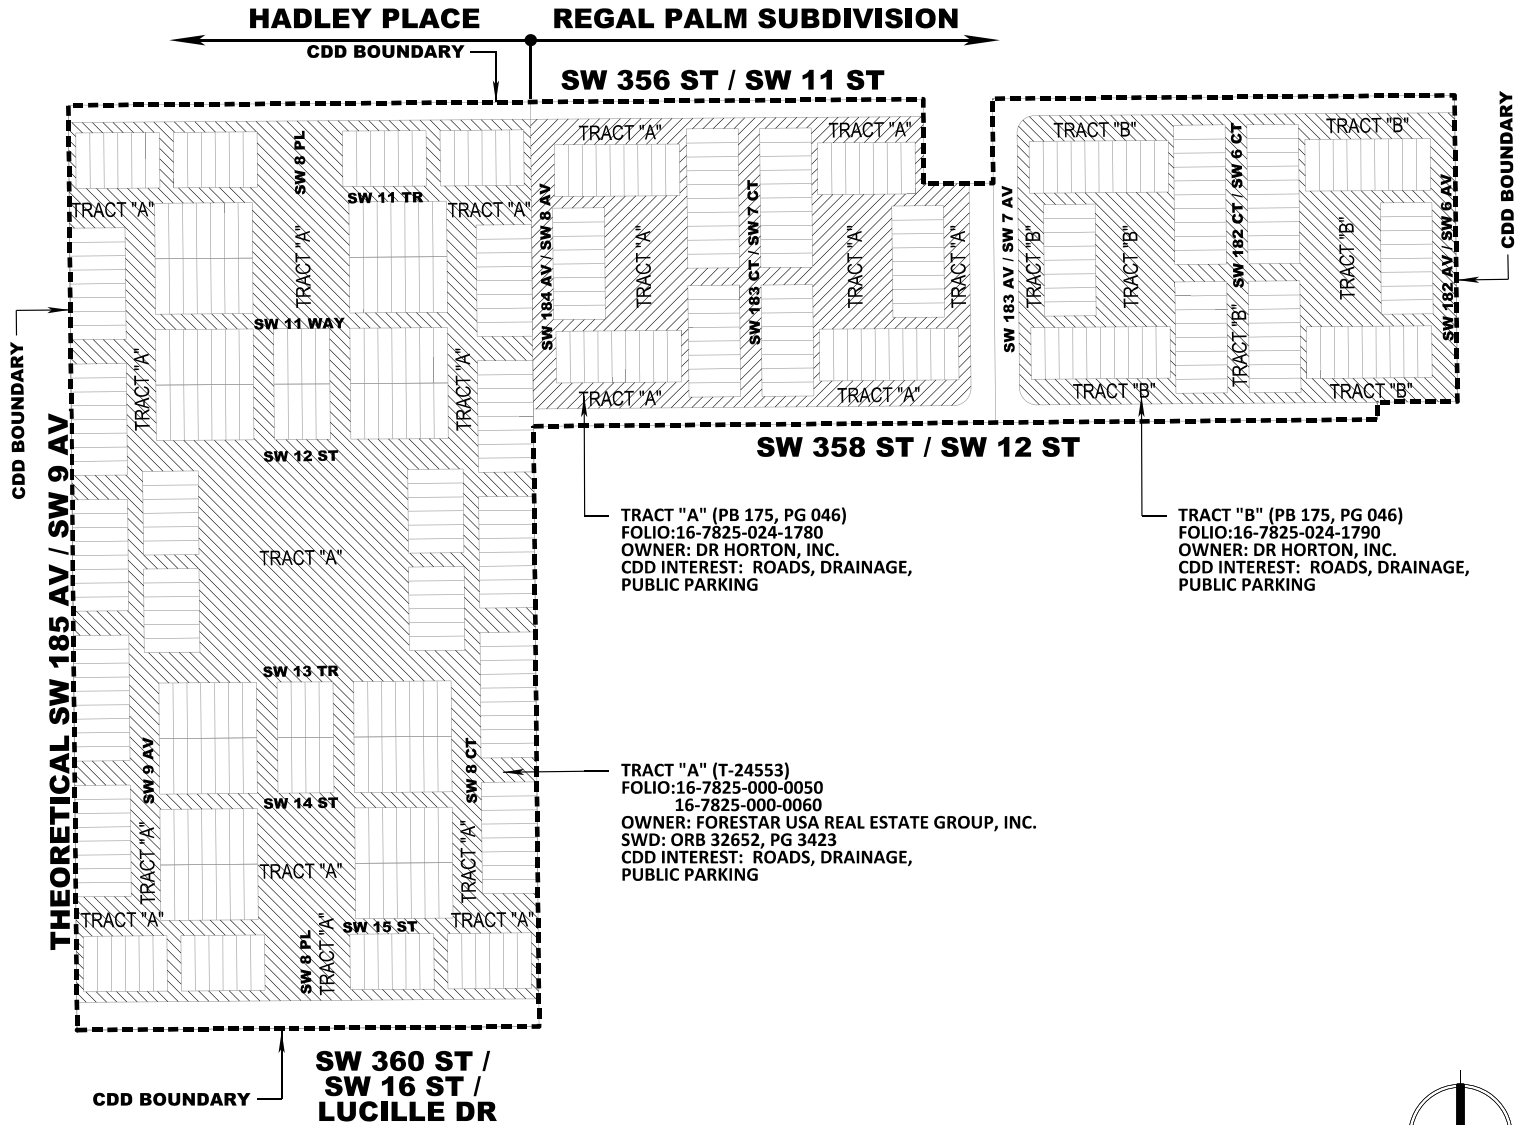 HADLEY PLACE
REGAL PALM SUBDIVISION
CDD BOUNDARY
SW 356 ST / SW 11 ST
SW 8 PL
TRACT "A"
TRACT "A"
TRACT "B"
SW 182 CT / SW 6 CT
TRACT "B"
CDD BOUNDARY
SW 11 TR
TRACT "A"
TRACT "A"
TRACT "A"
SW 184 AV / SW 8 AV
TRACT "A"
SW 183 CT / SW 7 CT
TRACT "A"
TRACT "A"
SW 183 AV / SW 7 AV
TRACT "B"
TRACT "B"
TRACT "B"
SW 182 AV / SW 6 AV
SW 11 WAY
CDD BOUNDARY
TRACT "A"
TRACT "A"
TRACT "A"
TRACT "A"
TRACT "B"
TRACT "B"
TRACT "B"
THEORETICAL SW 185 AV / SW 9 AV
SW 12 ST
SW 358 ST / SW 12 ST
TRACT "A"
TRACT "A" (PB 175, PG 046)
FOLIO:16-7825-024-1780
OWNER: DR HORTON, INC.
CDD INTEREST: ROADS, DRAINAGE,
PUBLIC PARKING
TRACT "B" (PB 175, PG 046)
FOLIO:16-7825-024-1790
OWNER: DR HORTON, INC.
CDD INTEREST: ROADS, DRAINAGE,
PUBLIC PARKING
SW 13 TR
SW 9 AV
SW 8 CT
SW 14 ST
TRACT "A" (T-24553)
FOLIO:16-7825-000-0050
16-7825-000-0060
OWNER: FORESTAR USA REAL ESTATE GROUP, INC.
SWD: ORB 32652, PG 3423
CDD INTEREST: ROADS, DRAINAGE,
PUBLIC PARKING
TRACT "A"
TRACT "A"
TRACT "A"
TRACT "A"
TRACT "A"
SW 15 ST
TRACT "A"
SW 8 PL
SW 360 ST /
SW 16 ST /
LUCILLE DR
CDD BOUNDARY